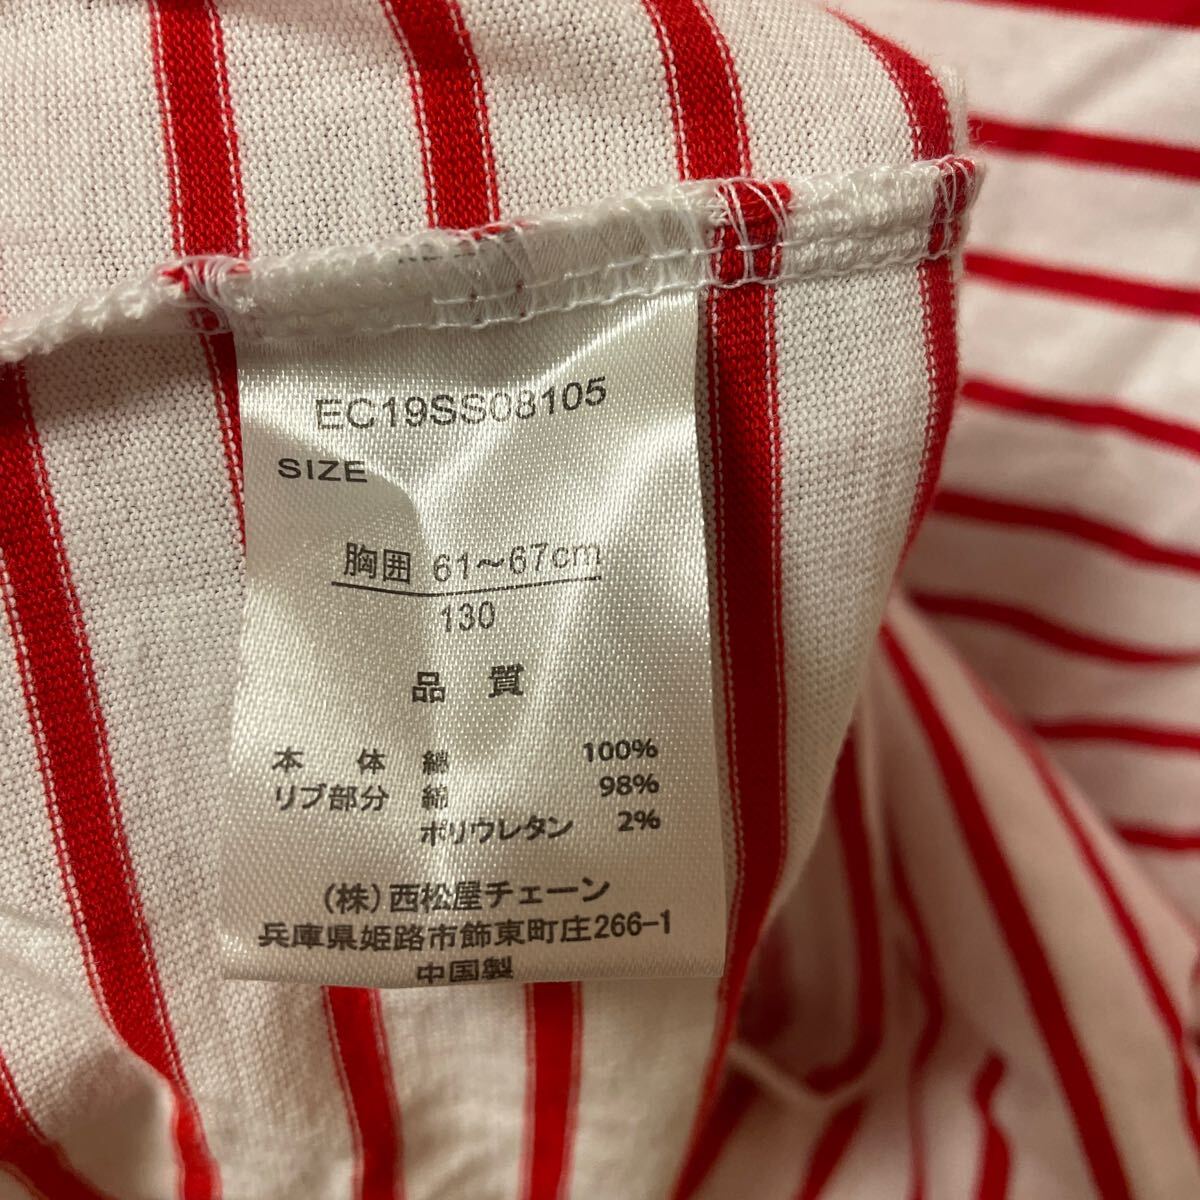 EC19SS08105
SIZE
胸囲 61〜67cm
130
品 質
本 体 綿 100%
リブ部分 綿 98%
ポリウレタン 2%
(株)西松屋チェーン
兵庫県姫路市飾東町庄266-1
中国製